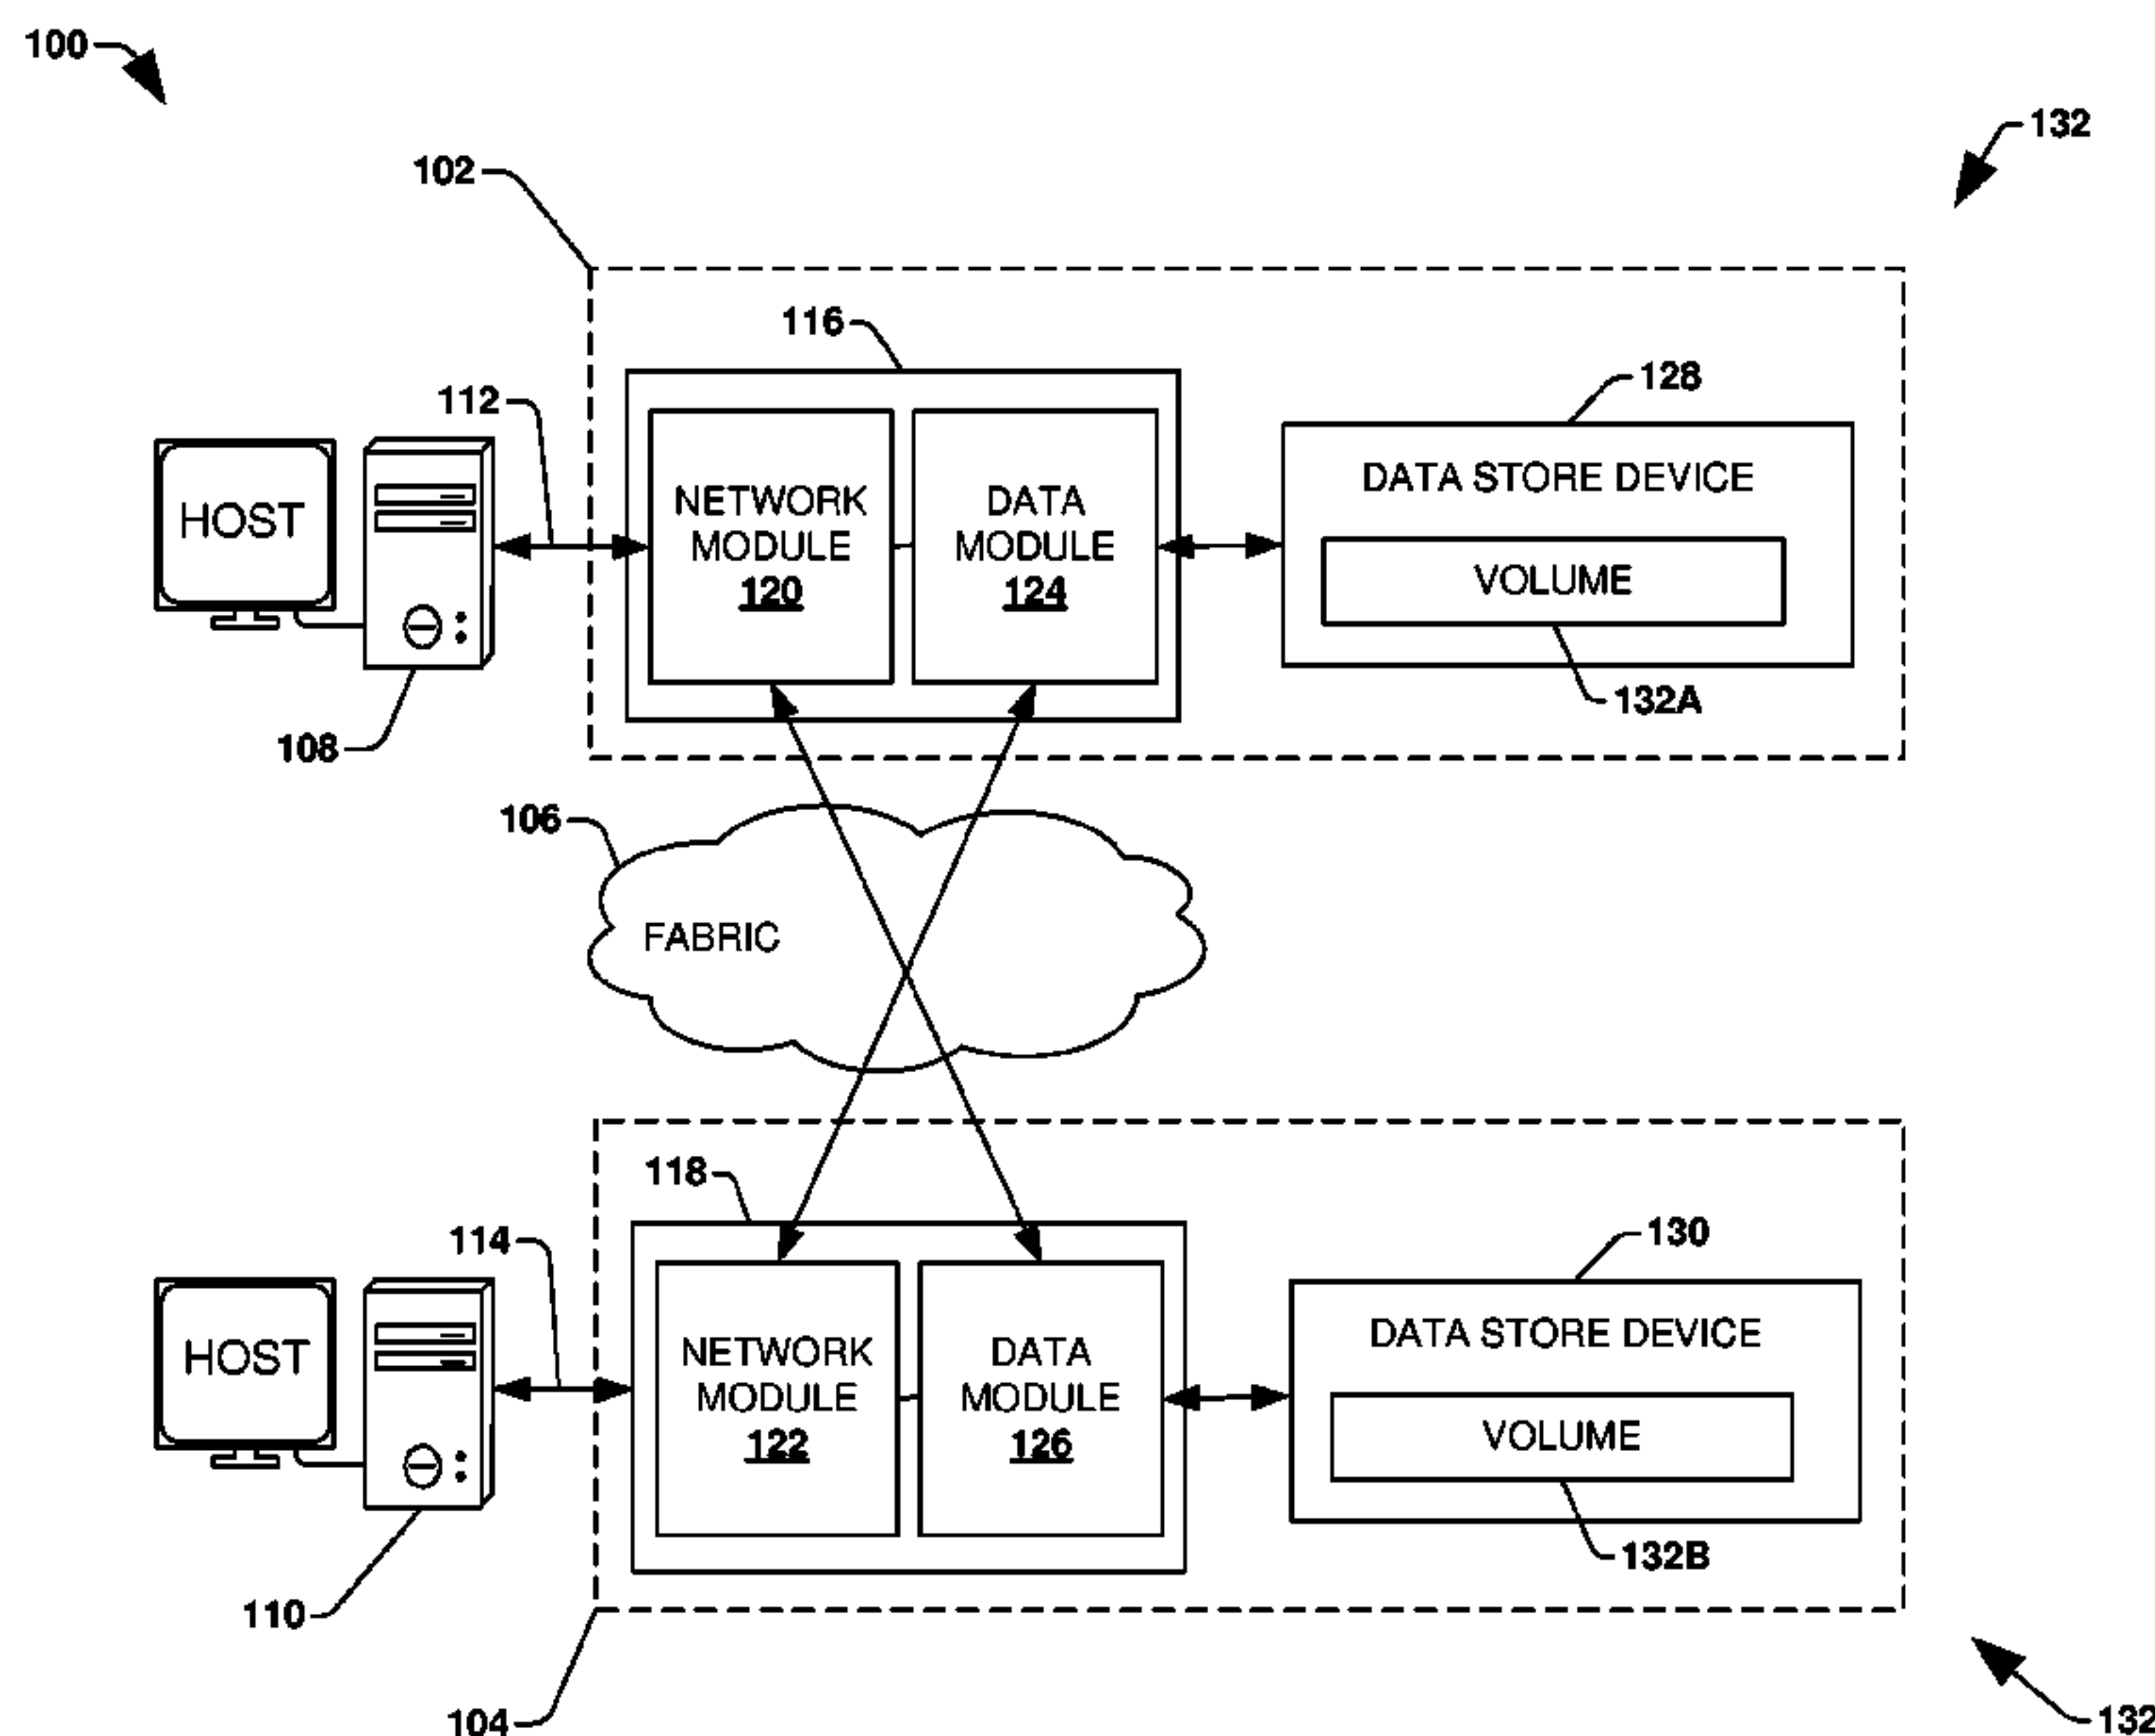 100
132
102
116
128
112
HOST
NETWORK
MODULE
120
DATA
MODULE
124
DATA STORE DEVICE
VOLUME
132A
108
106
FABRIC
118
130
114
HOST
NETWORK
MODULE
122
DATA
MODULE
126
DATA STORE DEVICE
VOLUME
132B
110
104
132